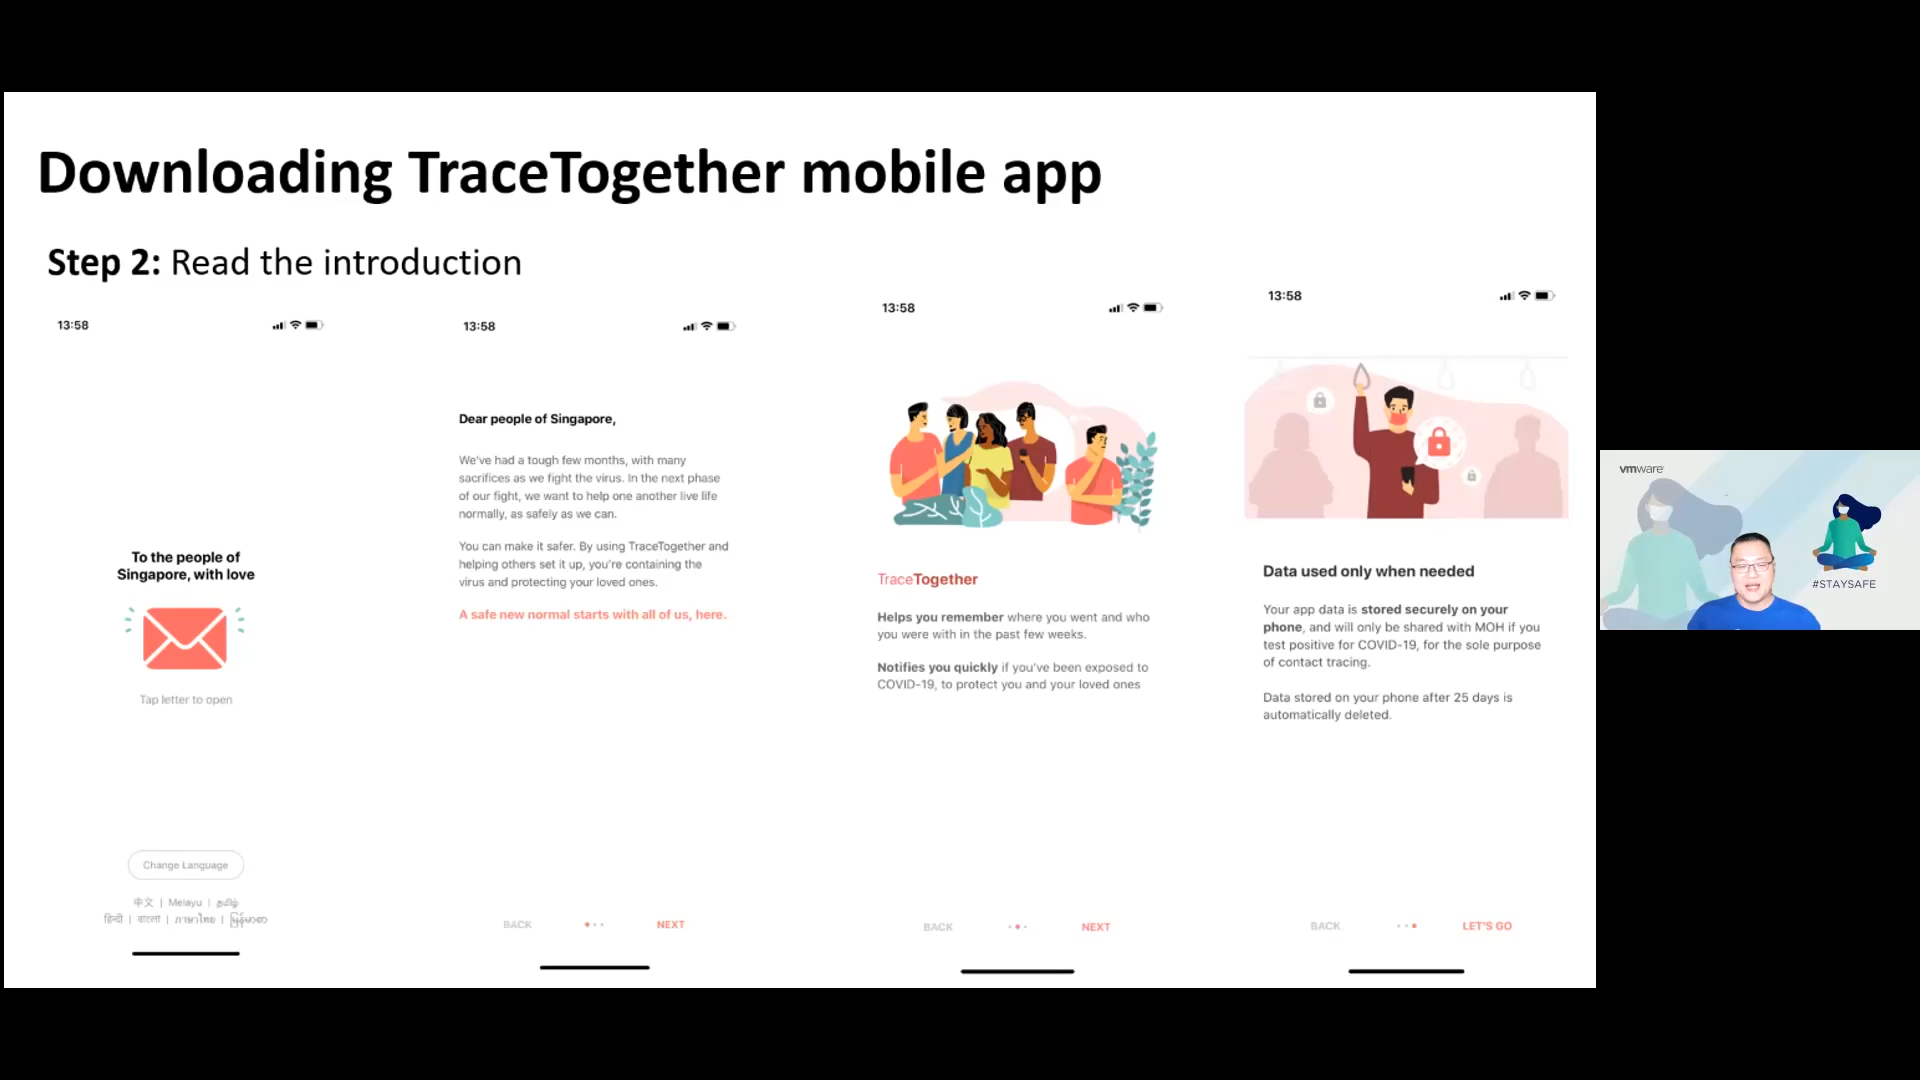 Downloading TraceTogether mobile app
Step 2: Read the introduction
13:58
To the people of
Singapore, with love
Tap letter to open
Change Language
中文 | Melayu | தமிழ்
हिन्दी | বাংলা | ภาษาไทย | မြန်မာစာ
13:58
Dear people of Singapore,
We've had a tough few months, with many
sacrifices as we fight the virus. In the next phase
of our fight, we want to help one another live life
normally, as safely as we can.
You can make it safer. By using TraceTogether and
helping others set it up, you're containing the
virus and protecting your loved ones.
A safe new normal starts with all of us, here.
BACK
NEXT
13:58
TraceTogether
Helps you remember where you went and who
you were with in the past few weeks.
Notifies you quickly if you've been exposed to
COVID-19, to protect you and your loved ones
BACK
NEXT
13:58
Data used only when needed
Your app data is stored securely on your
phone, and will only be shared with MOH if you
test positive for COVID-19, for the sole purpose
of contact tracing.
Data stored on your phone after 25 days is
automatically deleted.
BACK
LET'S GO
vmware
#STAYSAFE